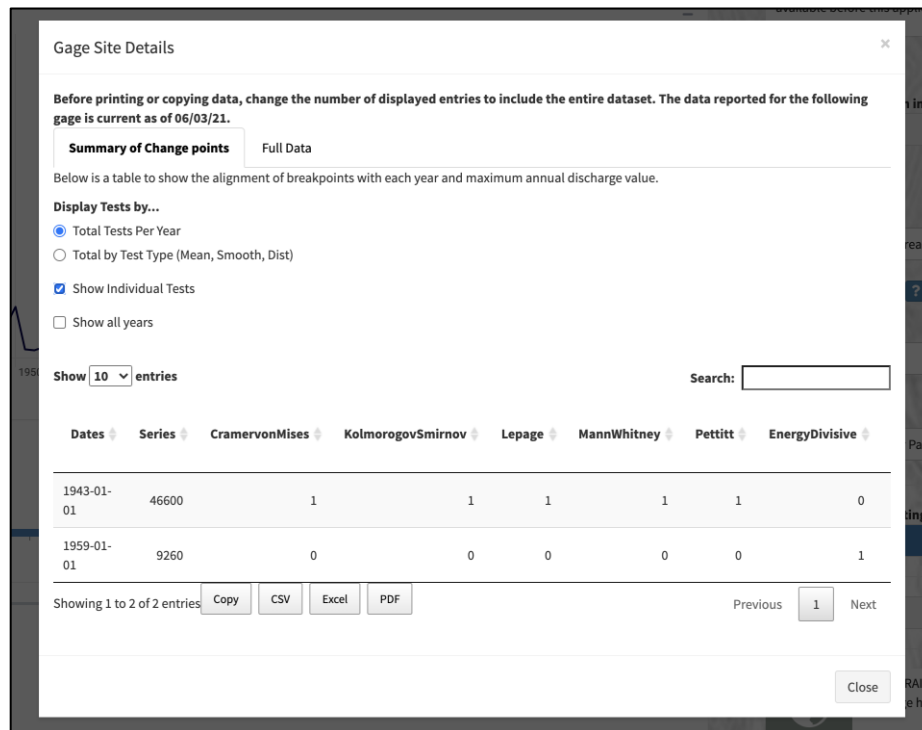 available before this appli
Gage Site Details
×
Before printing or copying data, change the number of displayed entries to include the entire dataset. The data reported for the following
gage is current as of 06/03/21.
Summary of Change points Full Data
Below is a table to show the alignment of breakpoints with each year and maximum annual discharge value.
Display Tests by...
Total Tests Per Year
Total by Test Type (Mean, Smooth, Dist)
Show Individual Tests
Show all years
1950
Show 10 entries Search:
Dates Series CramervonMises KolmorogovSmirnov Lepage MannWhitney Pettitt EnergyDivisive
1943-01-
01 46600 1 1 1 1 1 0
1959-01-
01 9260 0 0 0 0 0 1
Showing 1 to 2 of 2 entries Copy CSV Excel PDF Previous 1 Next
Close